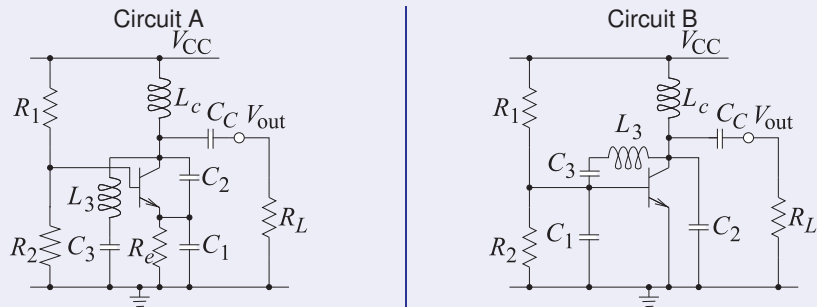 Circuit A
V_CC
R_1
L_c
C_C V_out
L_3
C_2
R_2
C_3
R_e
C_1
R_L
Circuit B
V_CC
R_1
L_c
C_C V_out
L_3
C_3
R_2
C_1
C_2
R_L